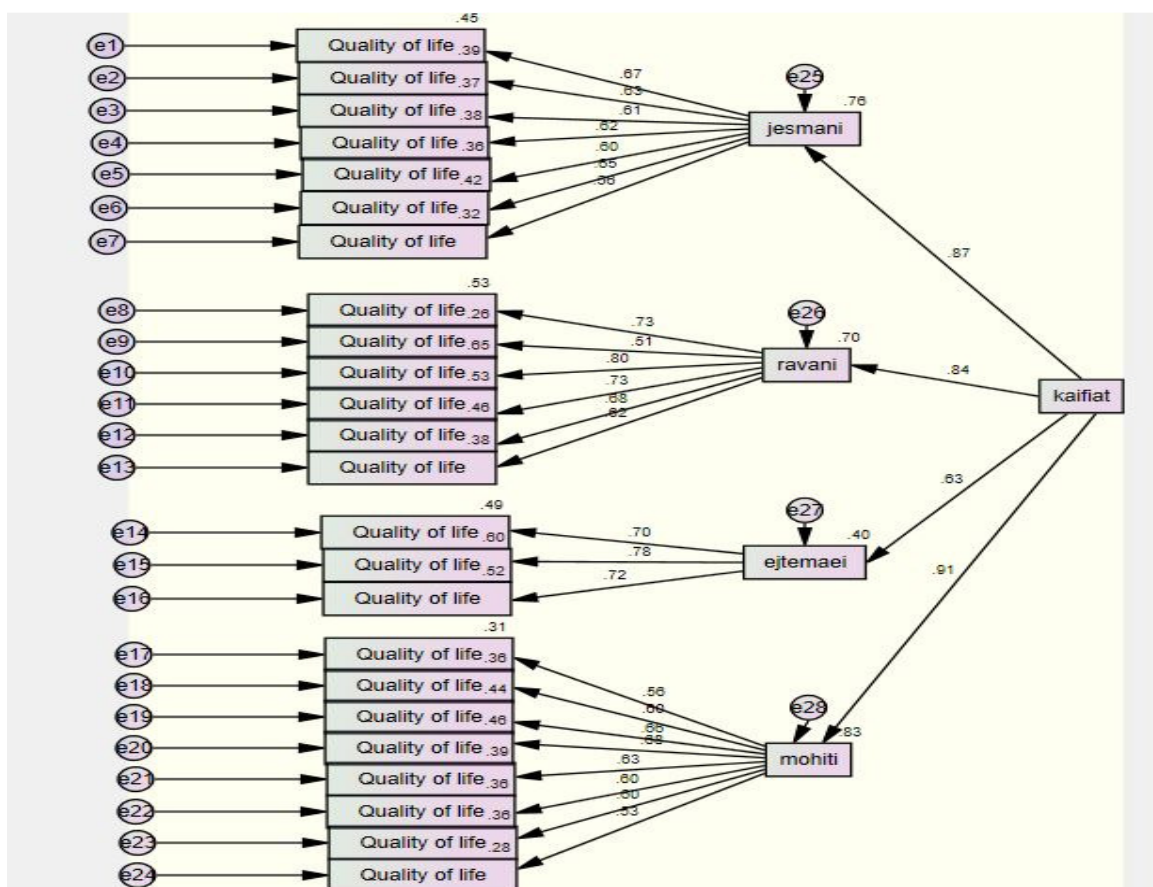 .45
e1 Quality of life .39
e2 Quality of life .37
e3 Quality of life .38
e4 Quality of life .36
e5 Quality of life .42
e6 Quality of life .32
e7 Quality of life
.67
.63
.61
.62
.60
.65
e25
.76
jesmani
.87
.53
e8 Quality of life .26
e9 Quality of life .65
e10 Quality of life .53
e11 Quality of life .46
e12 Quality of life .38
e13 Quality of life
.73
.51
.80
.73
.68
.62
e26
.70
ravani
.84
kaifiat
.49
e14 Quality of life .60
e15 Quality of life .52
e16 Quality of life
.70
.78
.72
e27
.40
ejtemaei
.63
.91
.31
e17 Quality of life .36
e18 Quality of life .44
e19 Quality of life .46
e20 Quality of life .39
e21 Quality of life .36
e22 Quality of life .36
e23 Quality of life .28
e24 Quality of life
.56
.60
.66
.68
.63
.60
.60
.53
e28
.83
mohiti